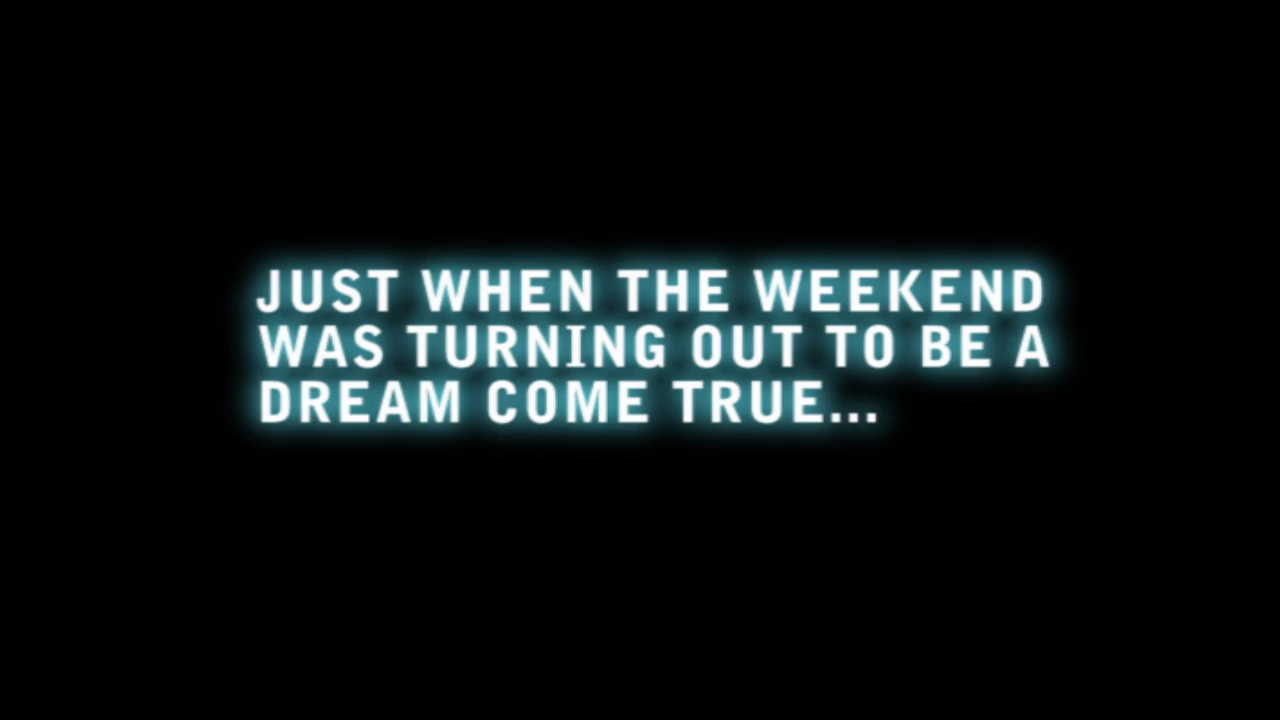 JUST WHEN THE WEEKEND
WAS TURNING OUT TO BE A
DREAM COME TRUE...